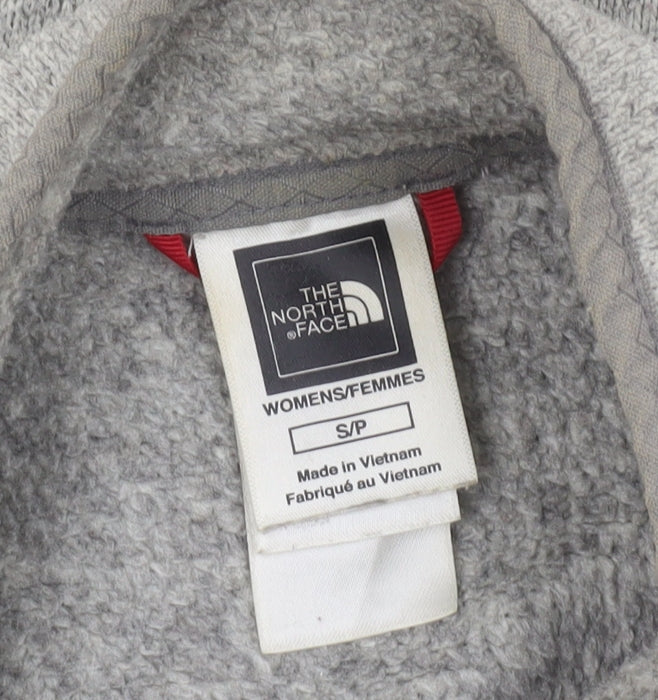 THE
NORTH
®FACE
WOMENS/FEMMES
S/P
Made in Vietnam
Fabriqué au Vietnam